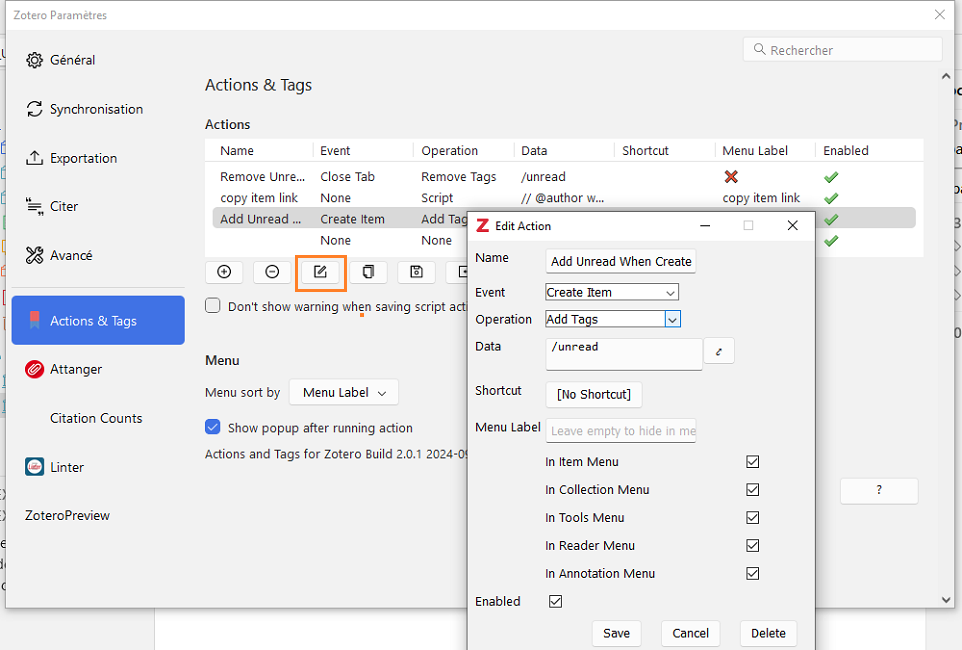 Zotero Paramètres
Rechercher
Général
Synchronisation
Exportation
Citer
Avancé
Actions & Tags
Attanger
Citation Counts
Linter
ZoteroPreview
Actions & Tags
Actions
Name Event Operation Data Shortcut Menu Label Enabled
Remove Unre... Close Tab Remove Tags /unread
copy item link None Script // @author w... copy item link
Add Unread ... Create Item Add Tag
None None
Don't show warning when saving script acti
Menu
Menu sort by Menu Label
Show popup after running action
Actions and Tags for Zotero Build 2.0.1 2024-09
?
Edit Action
Name Add Unread When Create
Event Create Item
Operation Add Tags
Data /unread
Shortcut [No Shortcut]
Menu Label Leave empty to hide in me
In Item Menu
In Collection Menu
In Tools Menu
In Reader Menu
In Annotation Menu
Enabled
Save Cancel Delete